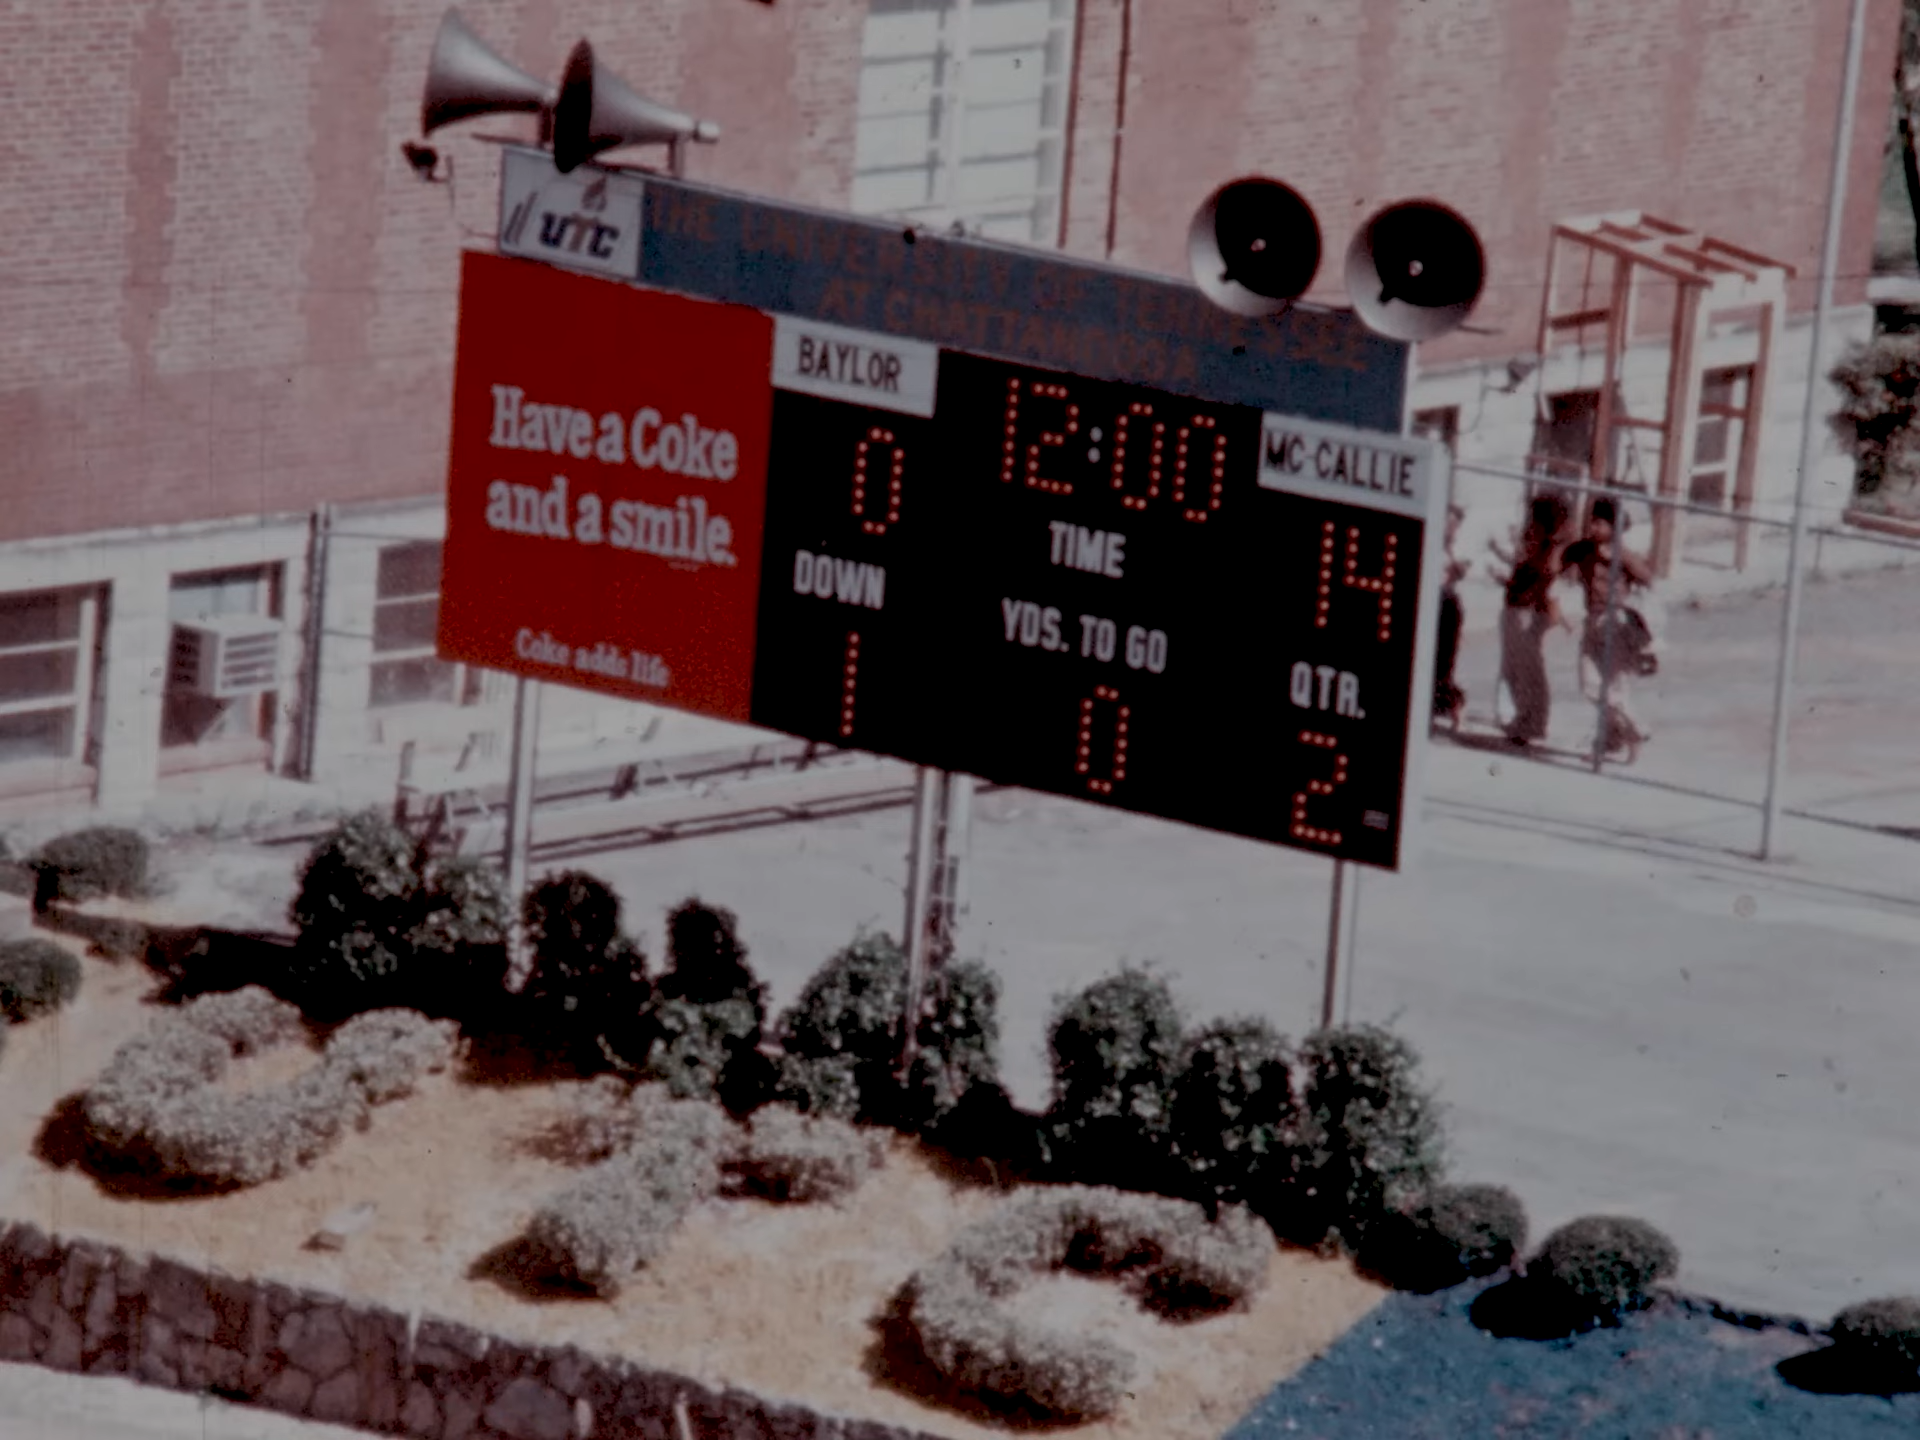 UTC
THE UNIVERSITY OF TENNESSEE
AT CHATTANOOGA
Have a Coke
and a smile.
Coke adds life
BAYLOR
12:00
MC CALLIE
0
TIME
14
DOWN
YDS. TO GO
QTR.
1
0
2
UTC